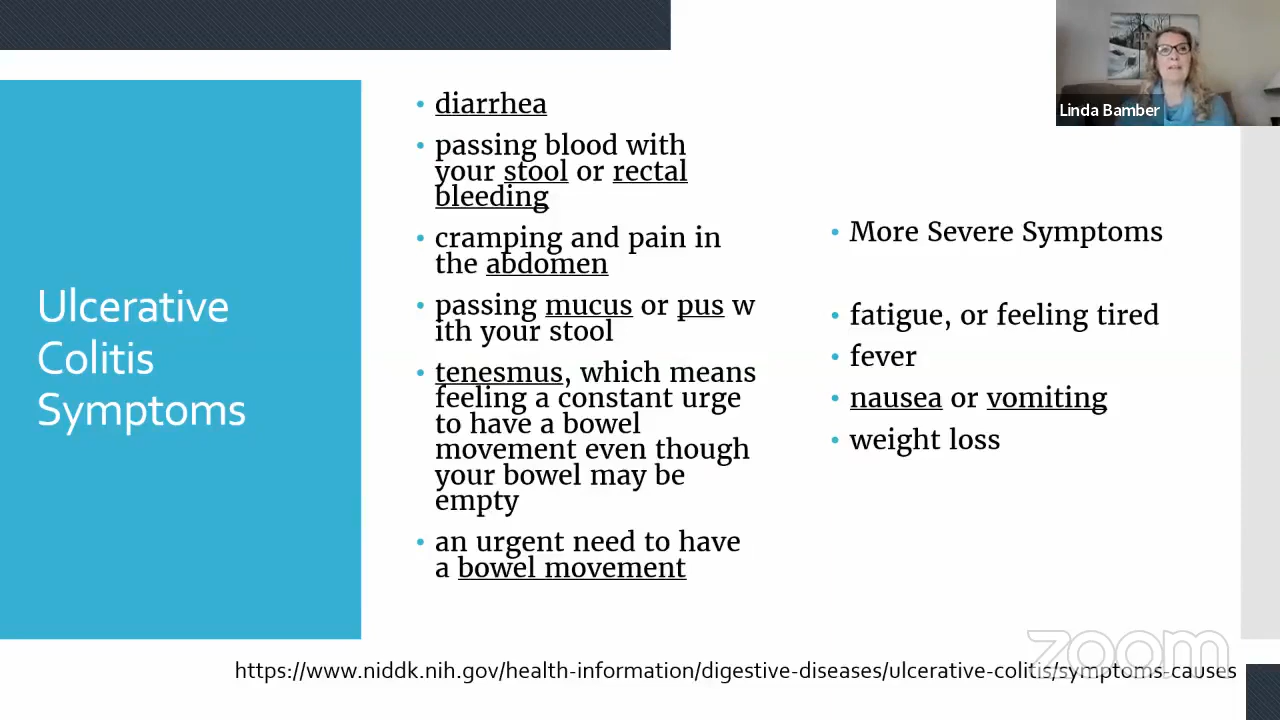 Linda Bamber
Ulcerative
Colitis
Symptoms
• diarrhea
• passing blood with
your stool or rectal
bleeding
• cramping and pain in
the abdomen
• passing mucus or pus w
ith your stool
• tenesmus, which means
feeling a constant urge
to have a bowel
movement even though
your bowel may be
empty
• an urgent need to have
a bowel movement
• More Severe Symptoms
• fatigue, or feeling tired
• fever
• nausea or vomiting
• weight loss
zoom
https://www.niddk.nih.gov/health-information/digestive-diseases/ulcerative-colitis/symptoms-causes